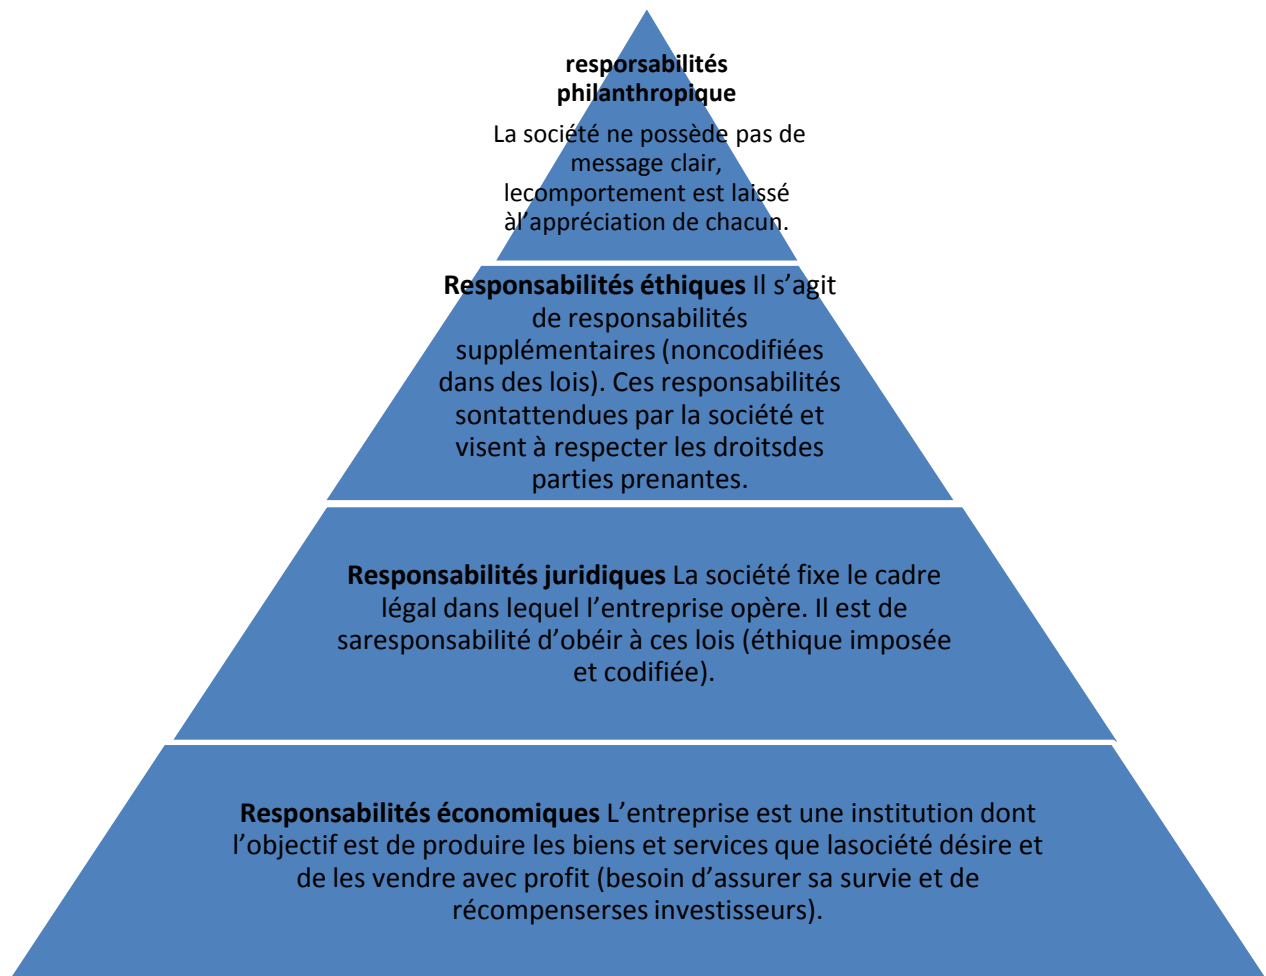 resporsabilités
philanthropique
La société ne possède pas de
message clair,
lecomportement est laissé
àl’appréciation de chacun.
Responsabilités éthiques Il s’agit
de responsabilités
supplémentaires (noncodifiées
dans des lois). Ces responsabilités
sontattendues par la société et
visent à respecter les droitsdes
parties prenantes.
Responsabilités juridiques La société fixe le cadre
légal dans lequel l’entreprise opère. Il est de
saresponsabilité d’obéir à ces lois (éthique imposée
et codifiée).
Responsabilités économiques L’entreprise est une institution dont
l’objectif est de produire les biens et services que lasociété désire et
de les vendre avec profit (besoin d’assurer sa survie et de
récompenserses investisseurs).